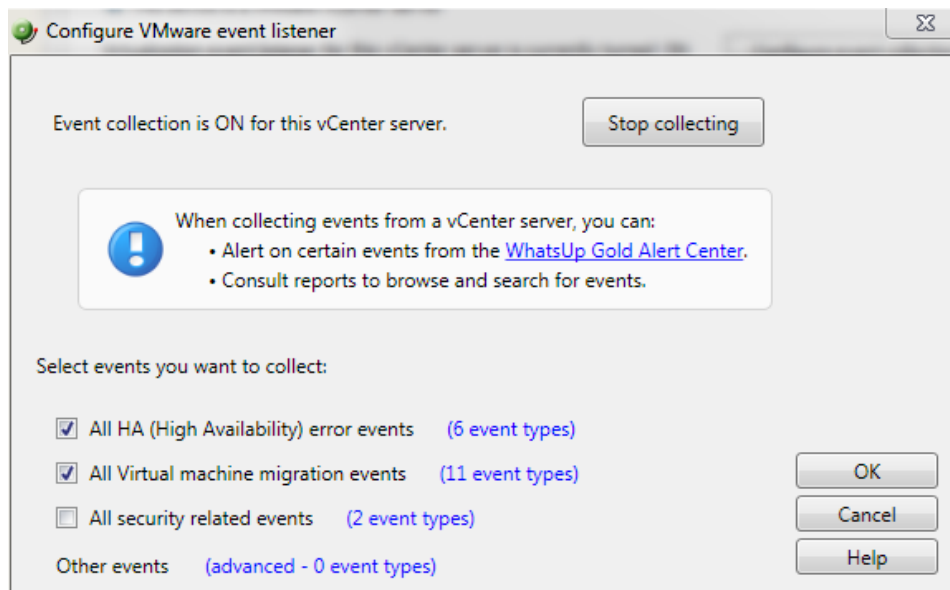 Configure VMware event listener
Event collection is ON for this vCenter server.
Stop collecting
When collecting events from a vCenter server, you can:
• Alert on certain events from the WhatsUp Gold Alert Center.
• Consult reports to browse and search for events.
Select events you want to collect:
All HA (High Availability) error events (6 event types)
All Virtual machine migration events (11 event types)
All security related events (2 event types)
Other events (advanced - 0 event types)
OK
Cancel
Help